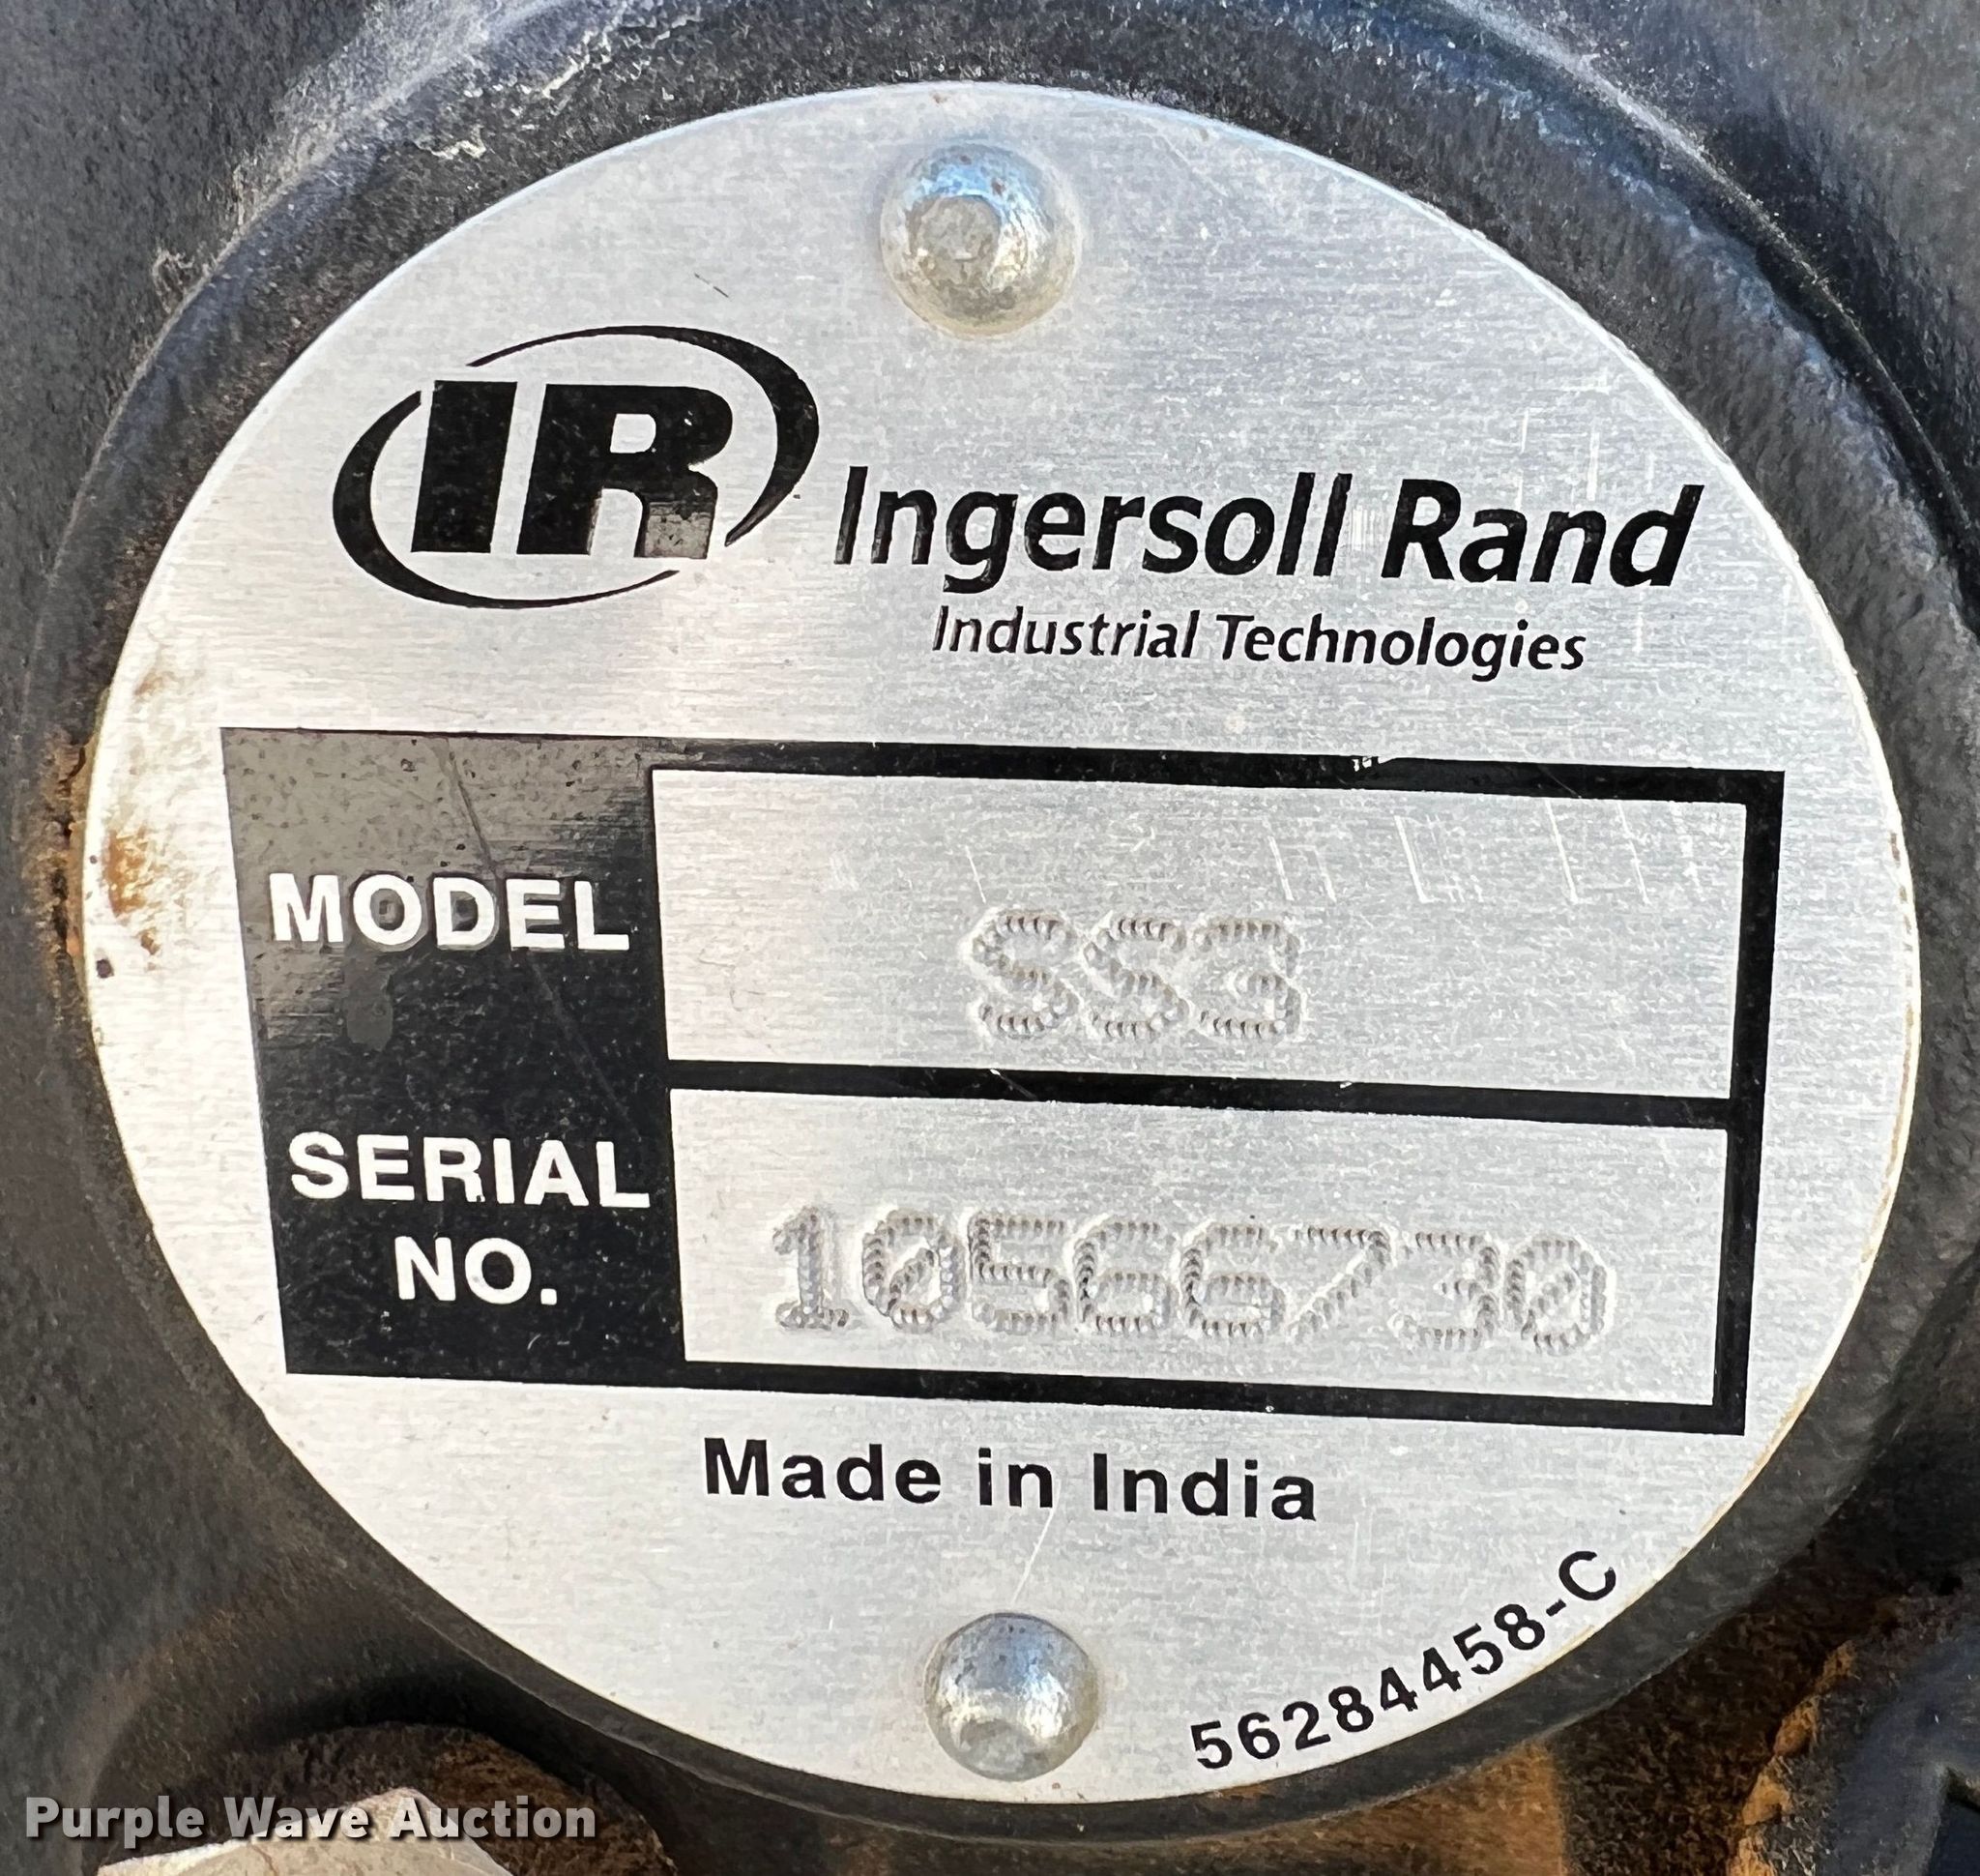 IR Ingersoll Rand
Industrial Technologies
MODEL SS3
SERIAL NO. 10566730
Made in India
56284458-C
Purple Wave Auction